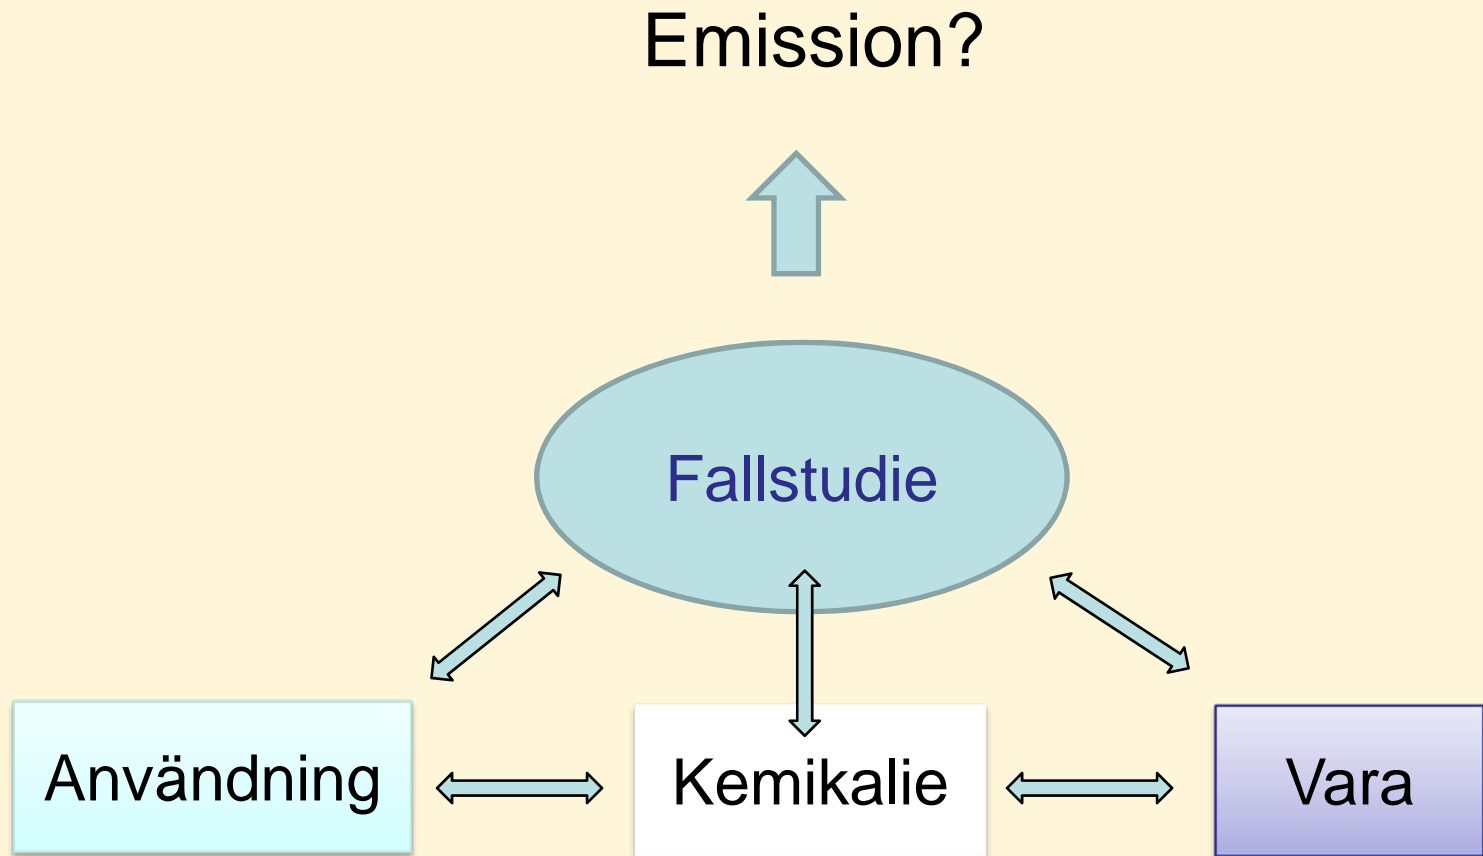 Emission?
Fallstudie
Användning
Kemikalie
Vara